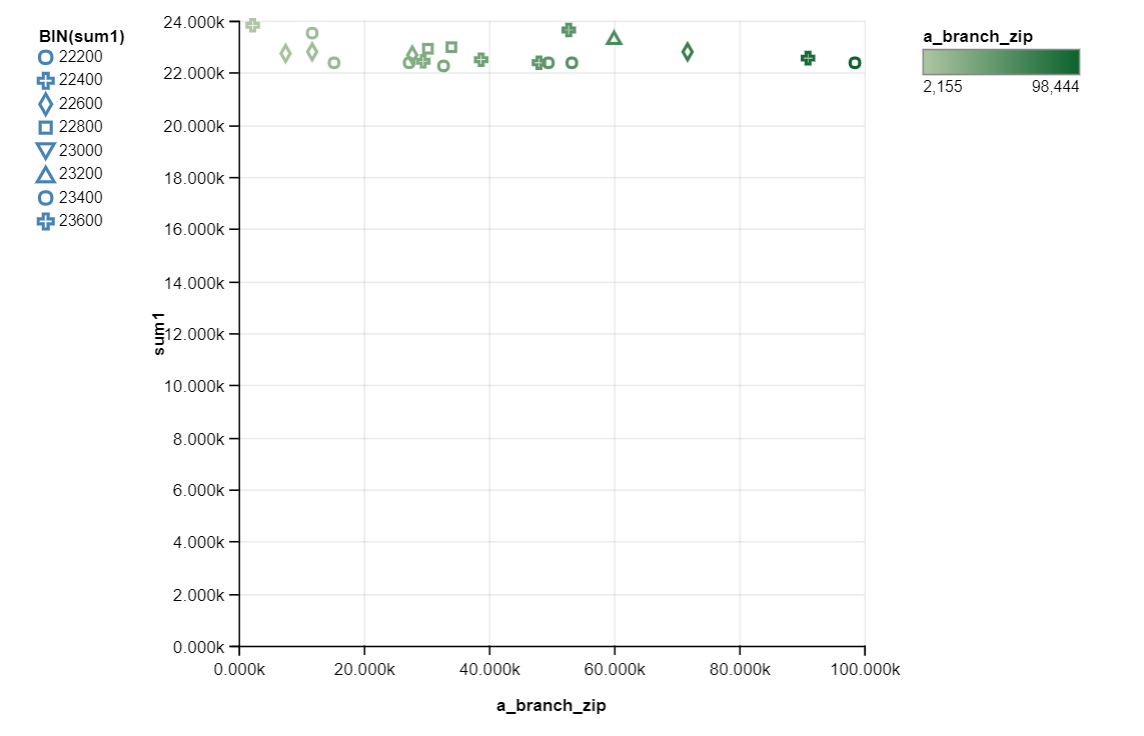 BIN(sum1)
22200
22400
22600
22800
23000
23200
23400
23600
sum1
24.000k
22.000k
20.000k
18.000k
16.000k
14.000k
12.000k
10.000k
8.000k
6.000k
4.000k
2.000k
0.000k
0.000k 20.000k 40.000k 60.000k 80.000k 100.000k
a_branch_zip
a_branch_zip
2,155 98,444